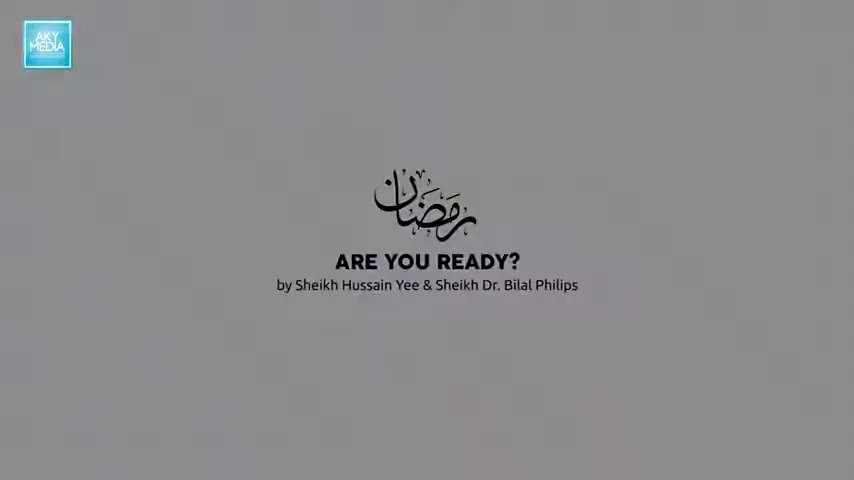 AKY
MEDIA
رمضان
ARE YOU READY?
by Sheikh Hussain Yee & Sheikh Dr. Bilal Philips